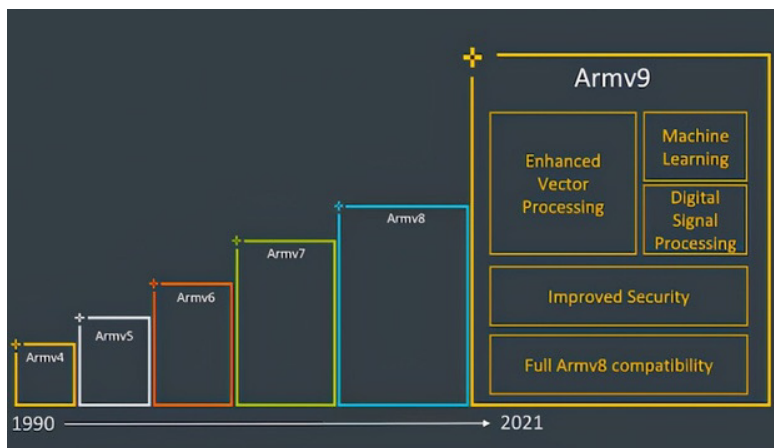 Armv4
Armv5
Armv6
Armv7
Armv8
Armv9
Enhanced
Vector
Processing
Machine
Learning
Digital
Signal
Processing
Improved Security
Full Armv8 compatibility
1990
2021